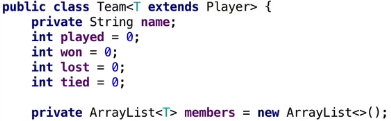 public class Team<T extends Player> {
    private String name;
    int played = 0;
    int won = 0;
    int lost = 0;
    int tied = 0;

    private ArrayList<T> members = new ArrayList<>();